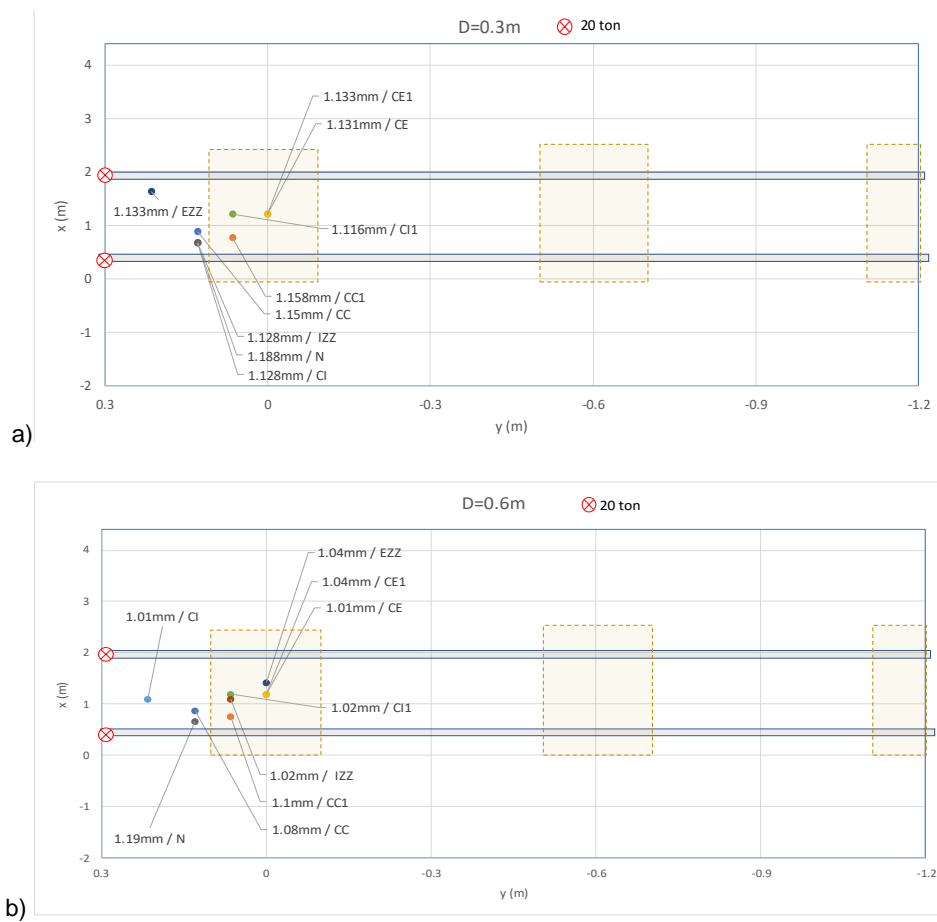 D=0.3m
20 ton
4
3
2
1
0
-1
-2
x (m)
1.133mm / CE1
1.131mm / CE
1.133mm / EZZ
1.116mm / CI1
1.158mm / CC1
1.15mm / CC
1.128mm / IZZ
1.188mm / N
1.128mm / CI
0.3 0 -0.3 -0.6 -0.9 -1.2
y (m)
a)
D=0.6m
20 ton
4
3
2
1
0
-1
-2
x (m)
1.04mm / EZZ
1.04mm / CE1
1.01mm / CE
1.01mm / CI
1.02mm / CI1
1.02mm / IZZ
1.1mm / CC1
1.08mm / CC
1.19mm / N
0.3 0 -0.3 -0.6 -0.9 -1.2
y (m)
b)